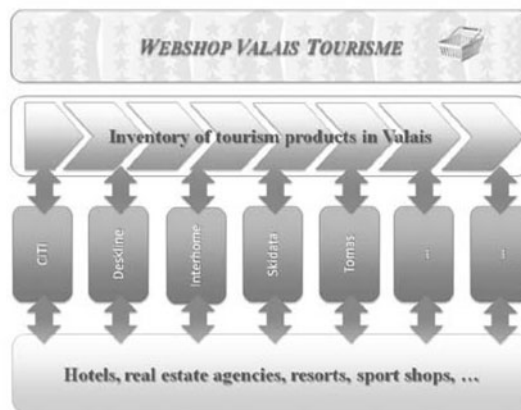 WEBSHOP VALAIS TOURISME
Inventory of tourism products in Valais
CITI
Deskline
Interhome
Skidata
Tomas
...
...
Hotels, real estate agencies, resorts, sport shops, ...